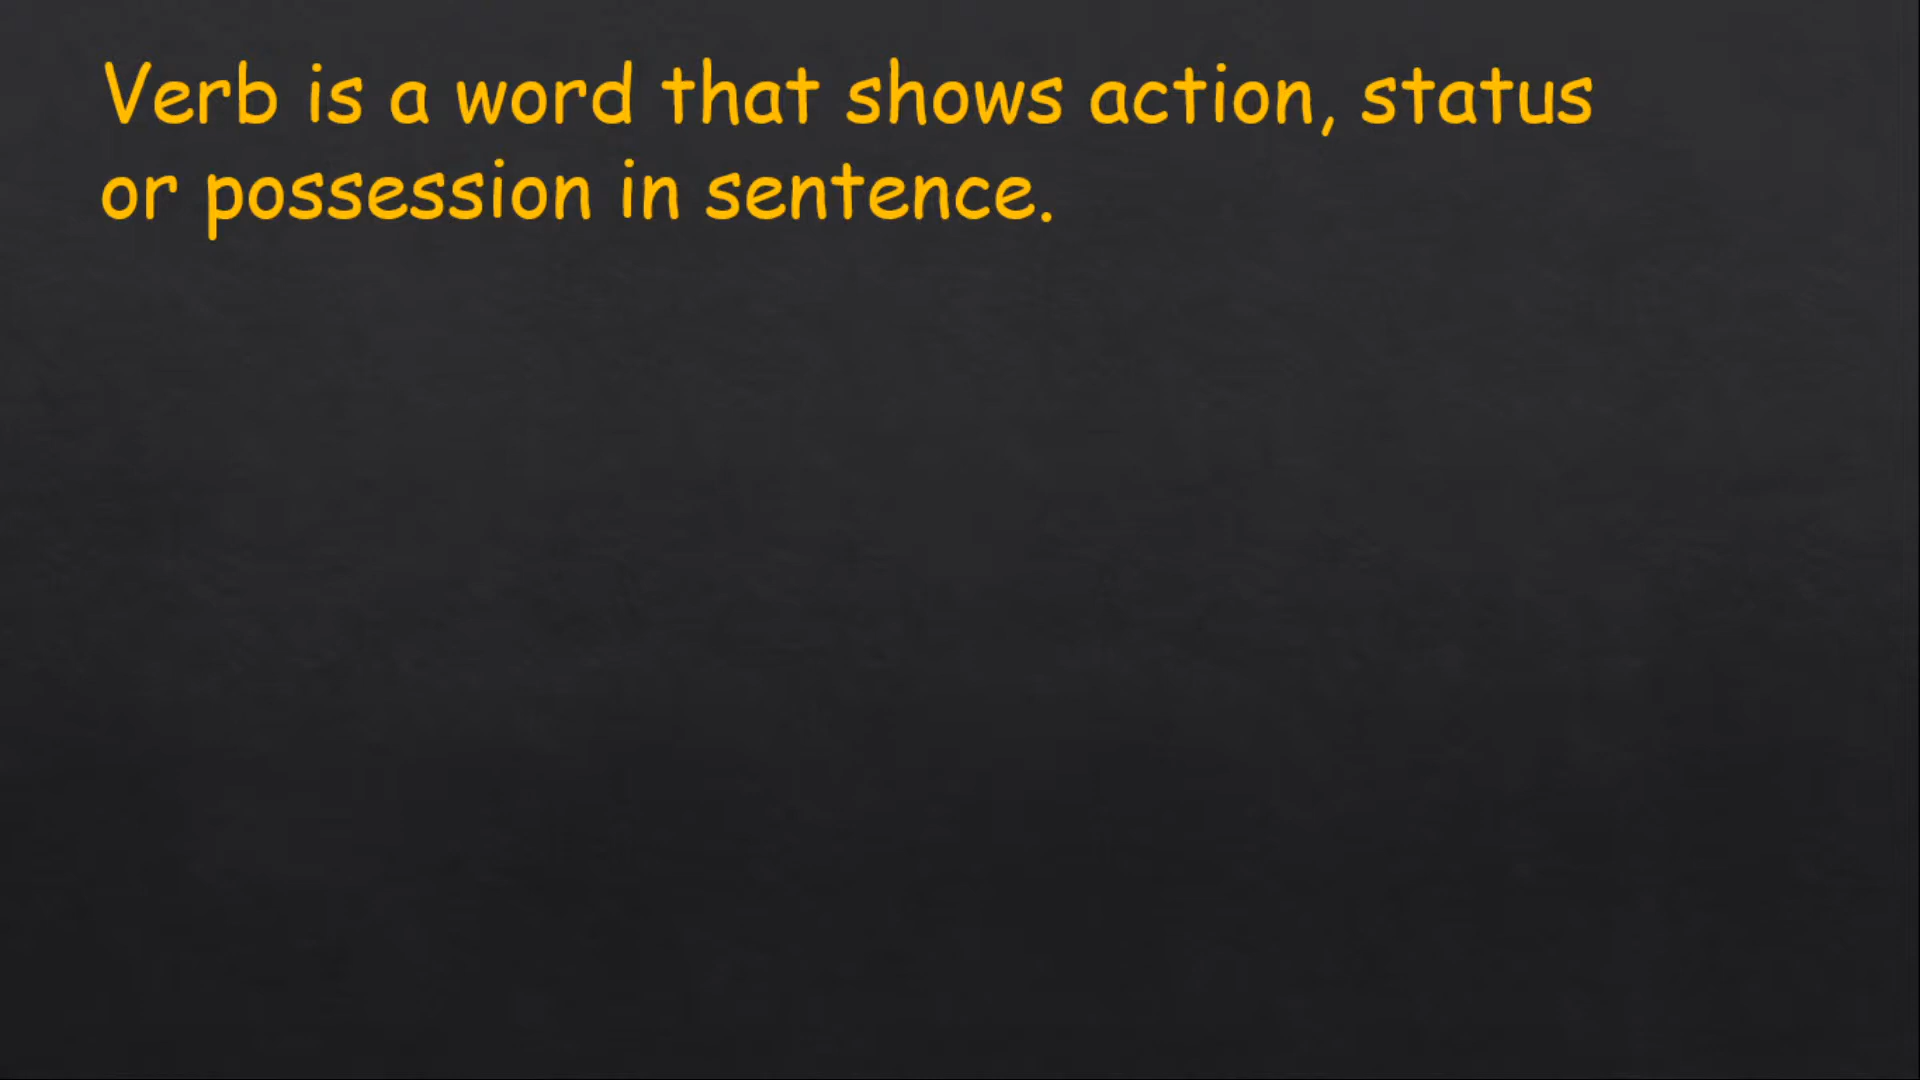 Verb is a word that shows action, status
or possession in sentence.